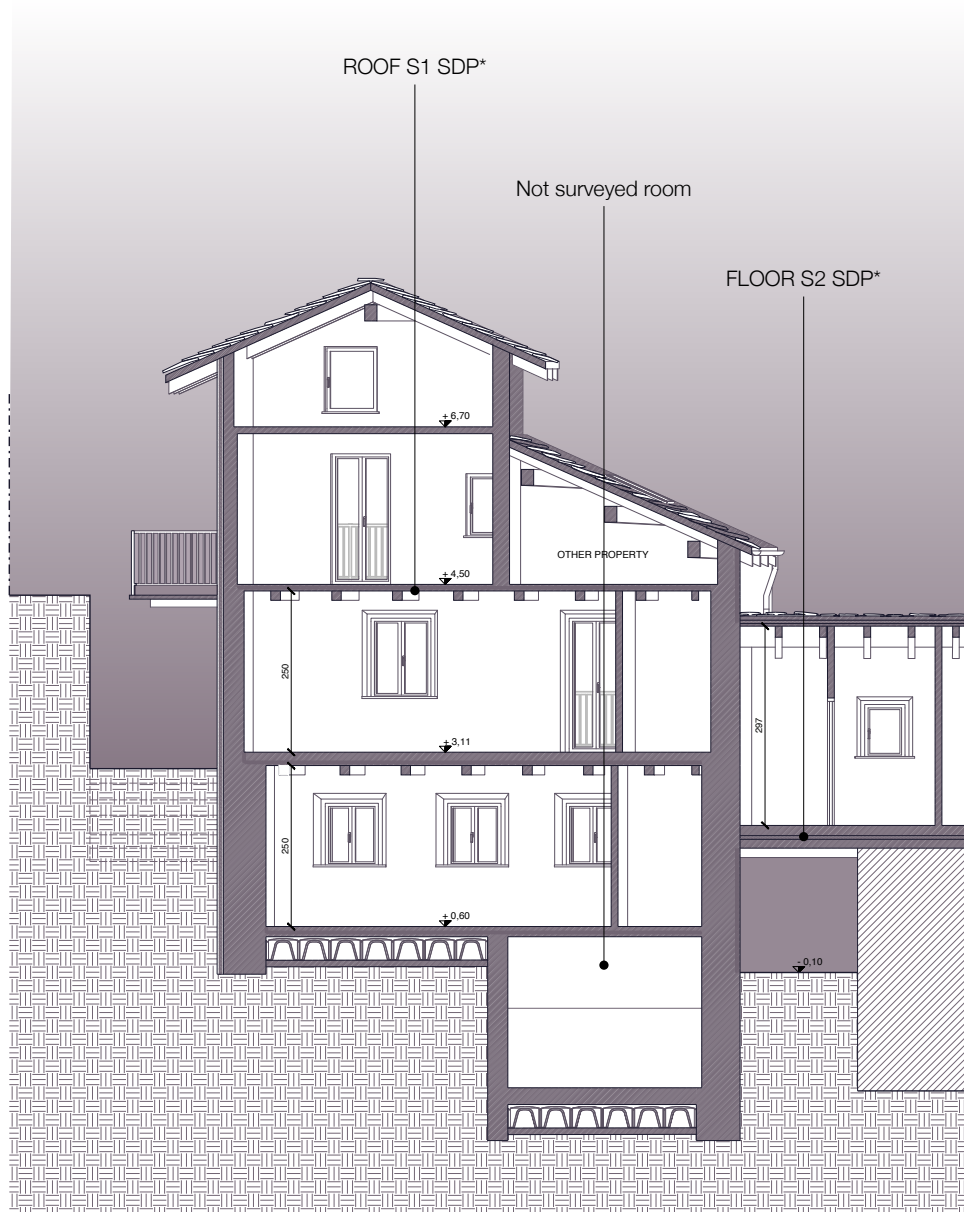 ROOF S1 SDP*
Not surveyed room
FLOOR S2 SDP*
+ 6,70
OTHER PROPERTY
+ 4,50
250
297
+ 3,11
250
+ 0,60
- 0,10